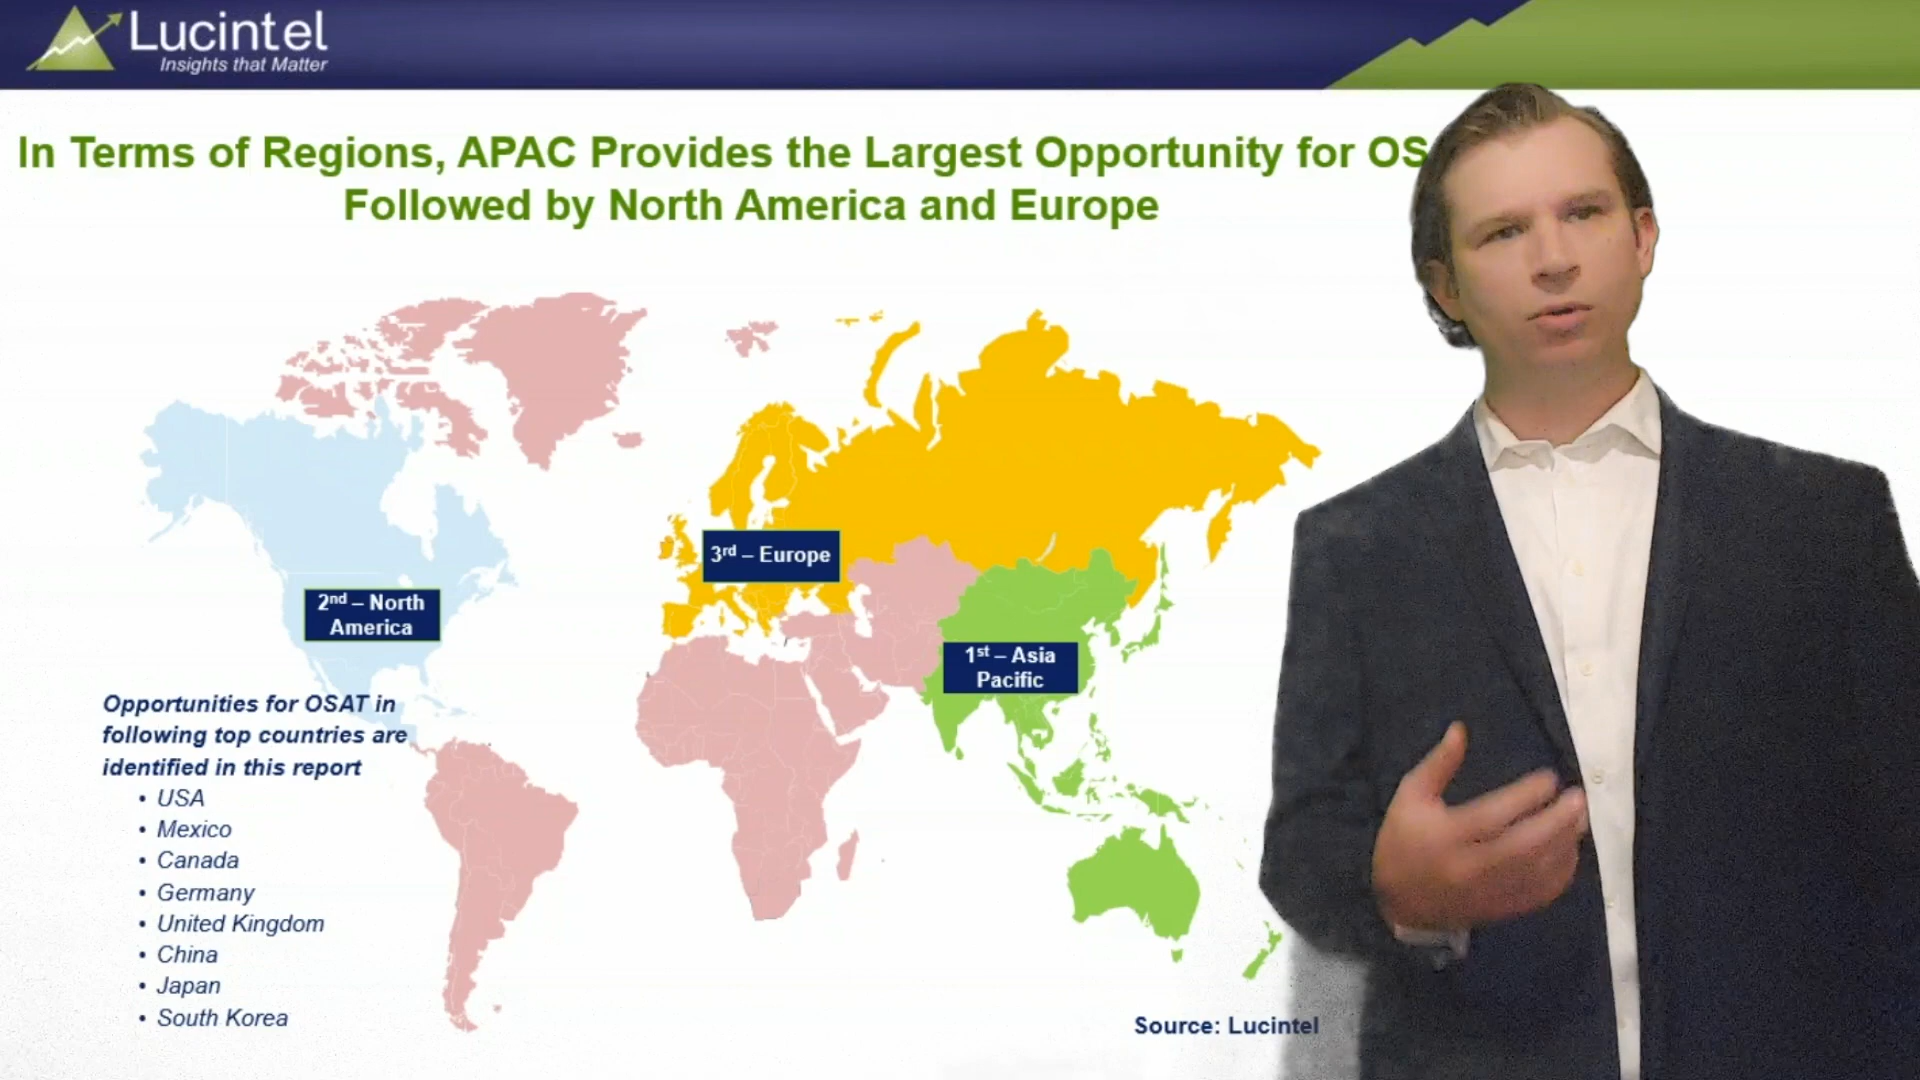 Lucintel
Insights that Matter
In Terms of Regions, APAC Provides the Largest Opportunity for OS
Followed by North America and Europe
3rd – Europe
2nd – North
America
1st – Asia
Pacific
Opportunities for OSAT in
following top countries are
identified in this report
• USA
• Mexico
• Canada
• Germany
• United Kingdom
• China
• Japan
• South Korea
Source: Lucintel